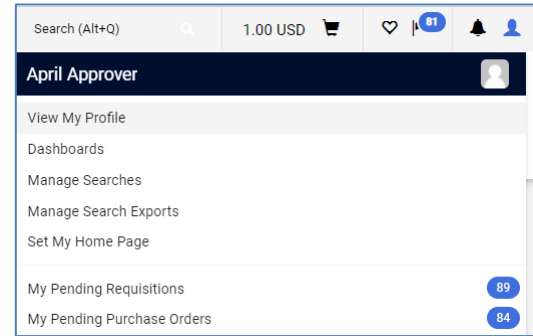 Search (Alt+Q) 1.00 USD 81
April Approver
View My Profile
Dashboards
Manage Searches
Manage Search Exports
Set My Home Page
My Pending Requisitions 89
My Pending Purchase Orders 84